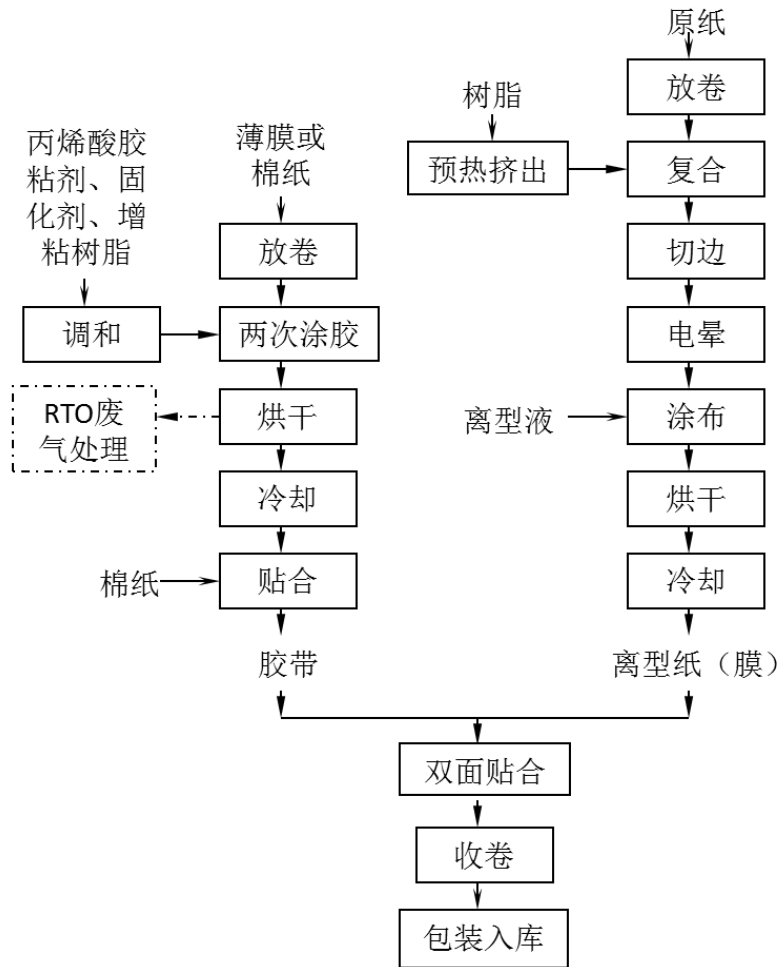 原纸
放卷
树脂
预热挤出
复合
切边
电晕
离型液
涂布
烘干
冷却
离型纸（膜）
丙烯酸胶
粘剂、固
化剂、增
粘树脂
调和
薄膜或
棉纸
放卷
两次涂胶
RTO废
气处理
烘干
冷却
棉纸
贴合
胶带
双面贴合
收卷
包装入库